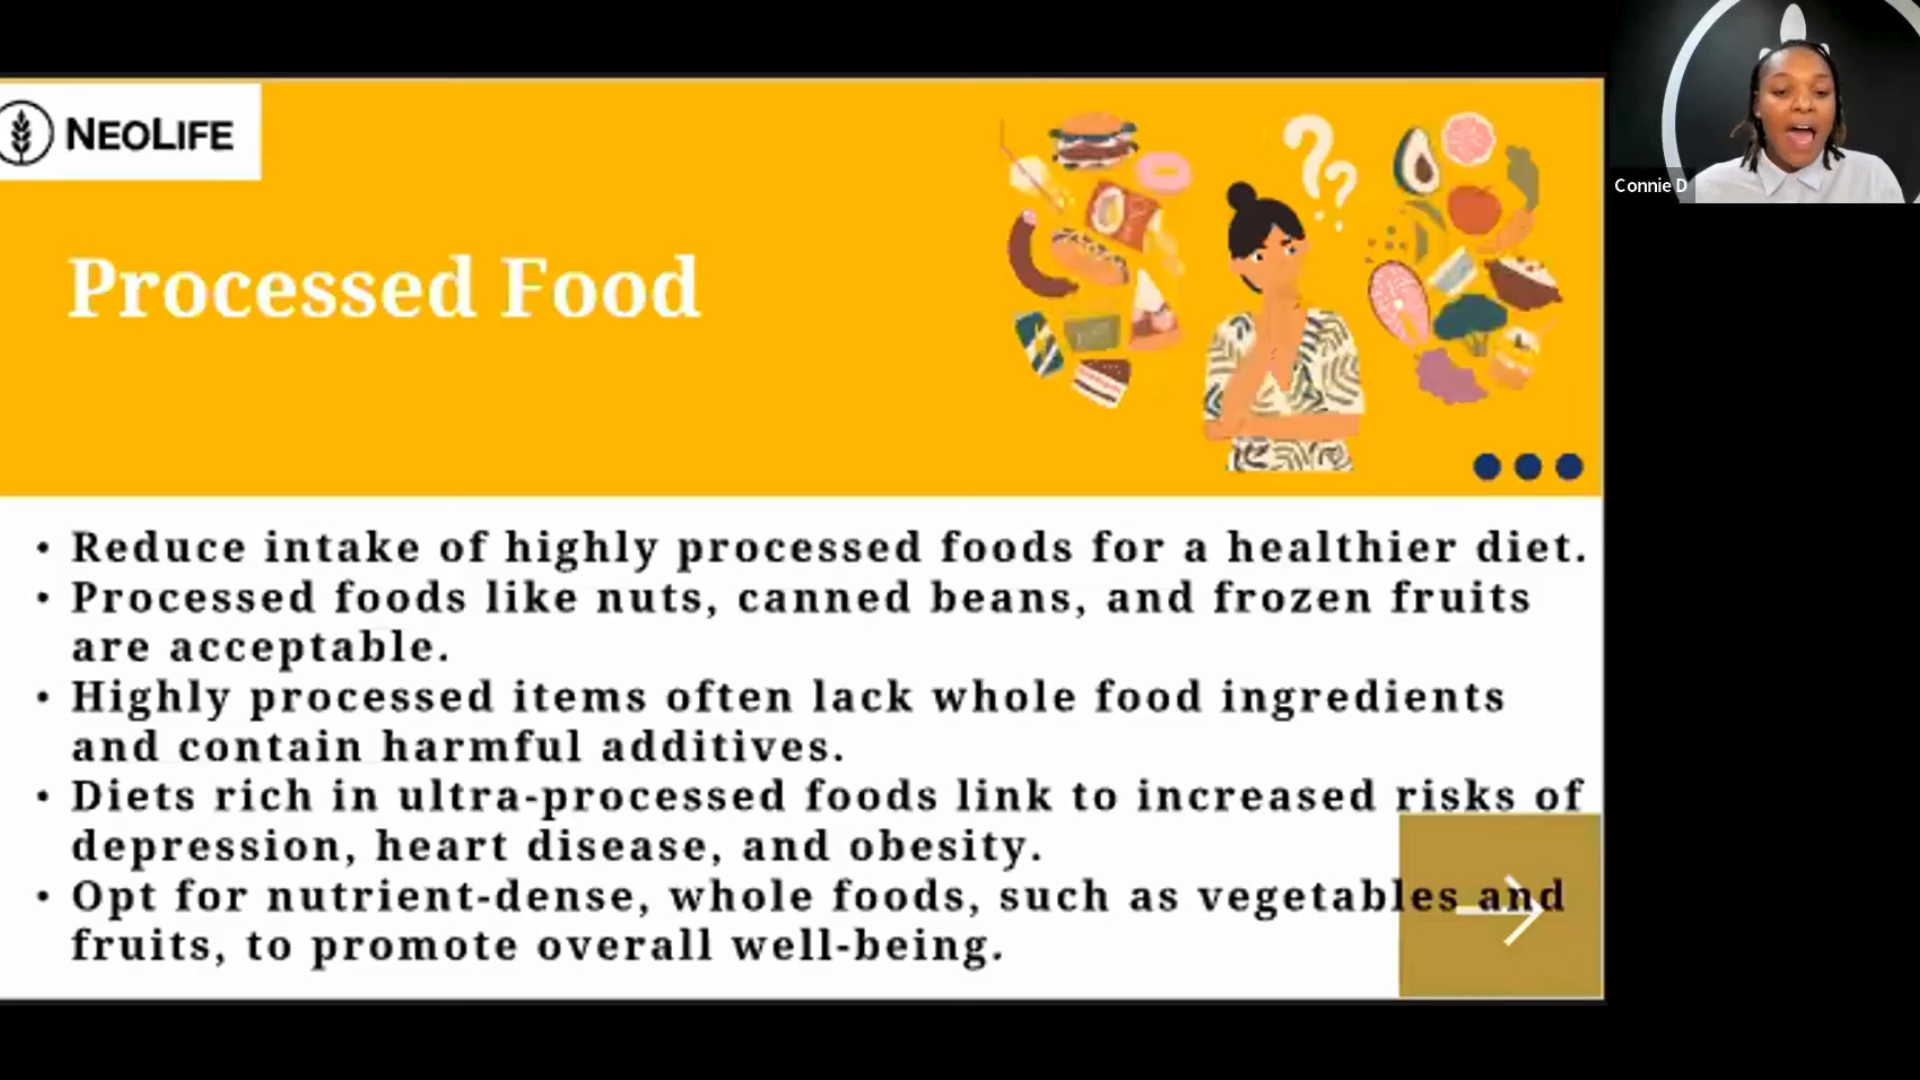 NEOLIFE
Connie D
Processed Food
• Reduce intake of highly processed foods for a healthier diet.
• Processed foods like nuts, canned beans, and frozen fruits
are acceptable.
• Highly processed items often lack whole food ingredients
and contain harmful additives.
• Diets rich in ultra-processed foods link to increased risks of
depression, heart disease, and obesity.
• Opt for nutrient-dense, whole foods, such as vegetables and
fruits, to promote overall well-being.